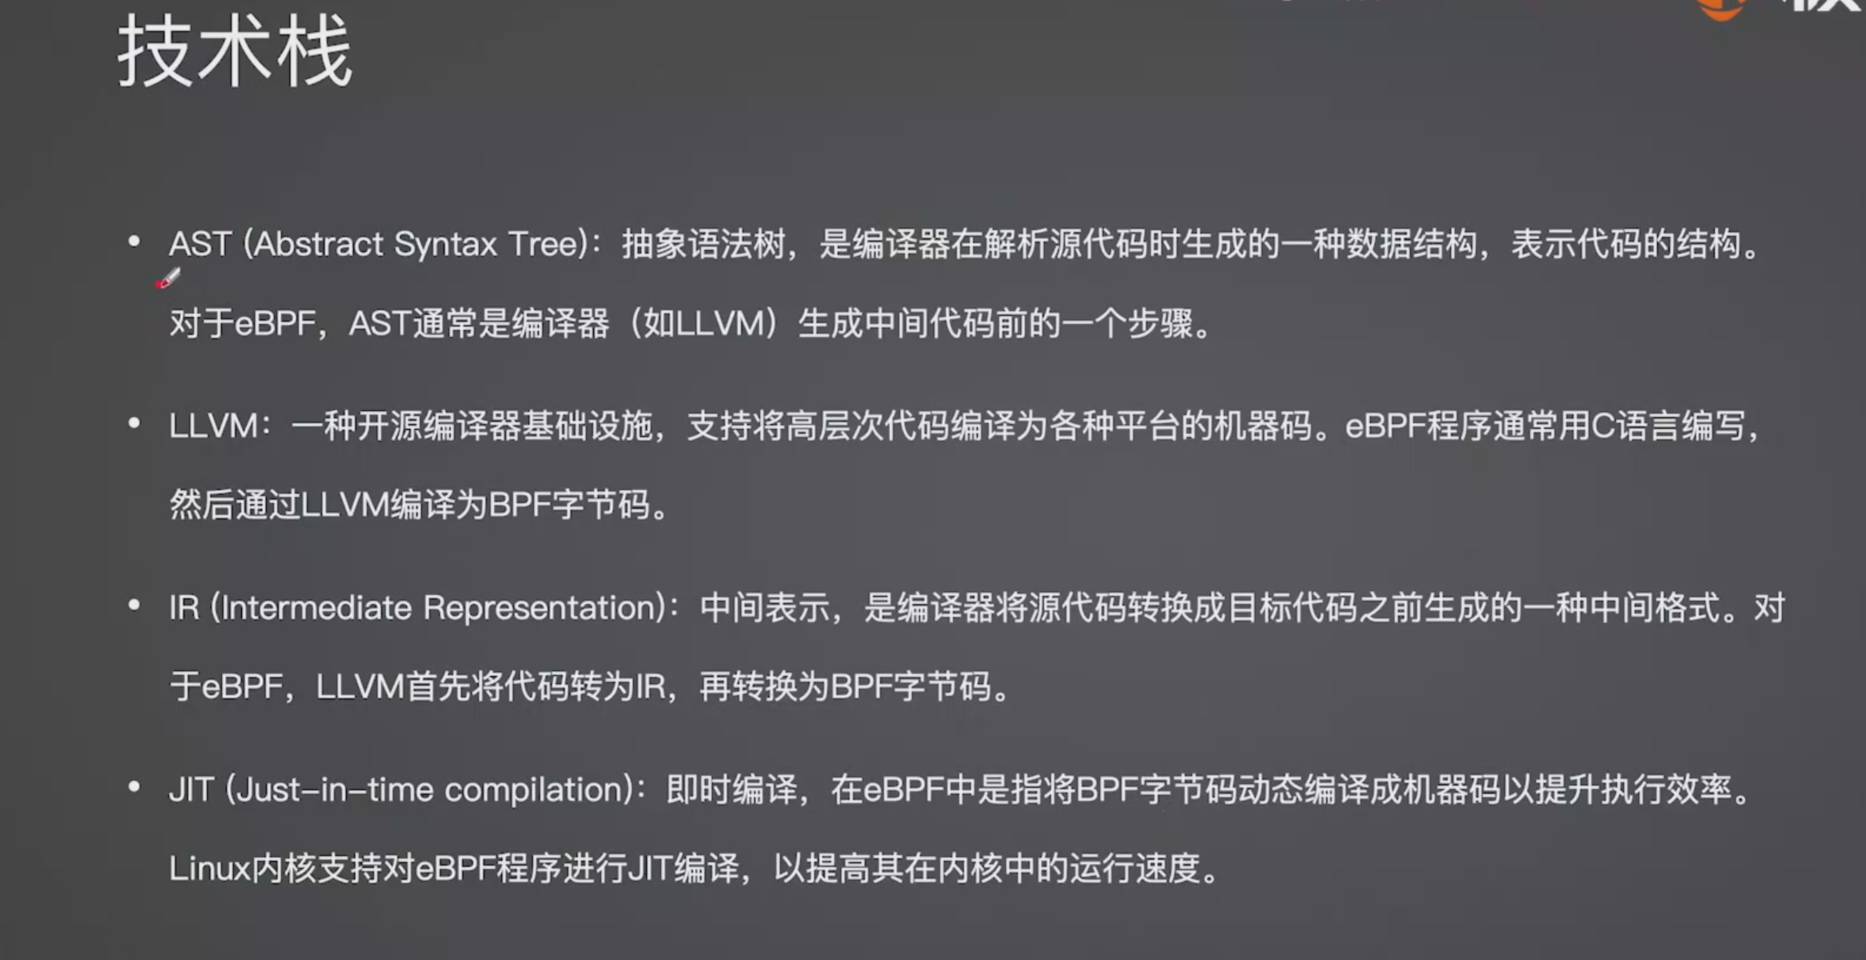 技术栈
• AST (Abstract Syntax Tree)：抽象语法树，是编译器在解析源代码时生成的一种数据结构，表示代码的结构。
对于eBPF，AST通常是编译器（如LLVM）生成中间代码前的一个步骤。
• LLVM：一种开源编译器基础设施，支持将高层次代码编译为各种平台的机器码。eBPF程序通常用C语言编写，
然后通过LLVM编译为BPF字节码。
• IR (Intermediate Representation)：中间表示，是编译器将源代码转换成目标代码之前生成的一种中间格式。对
于eBPF，LLVM首先将代码转为IR，再转换为BPF字节码。
• JIT (Just-in-time compilation)：即时编译，在eBPF中是指将BPF字节码动态编译成机器码以提升执行效率。
Linux内核支持对eBPF程序进行JIT编译，以提高其在内核中的运行速度。